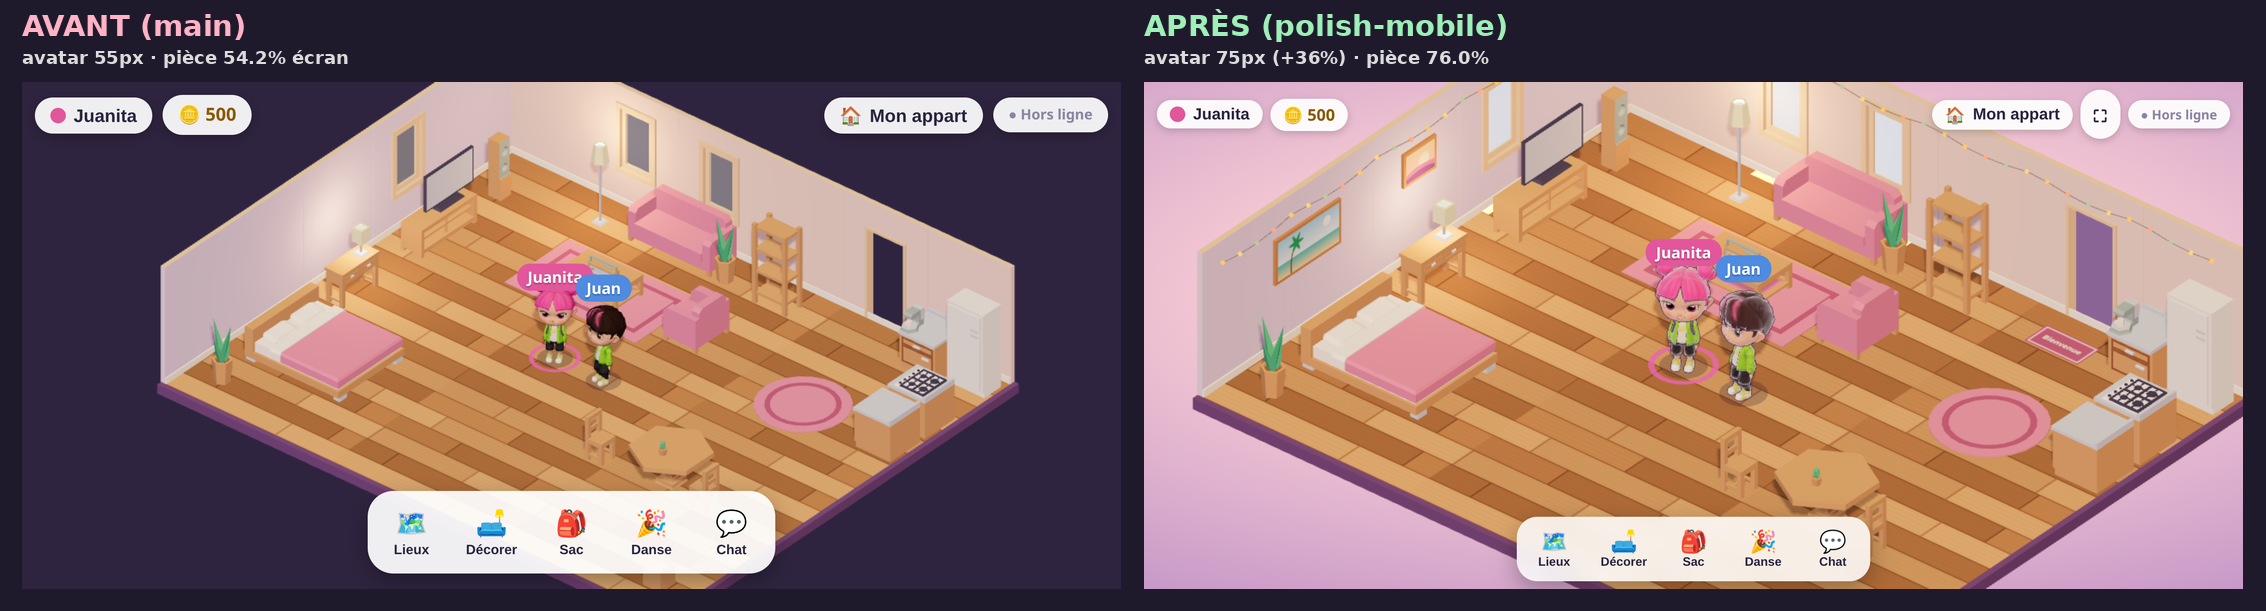 AVANT (main)
avatar 55px · pièce 54.2% écran
Juanita
500
Mon appart
• Hors ligne
Juanita
Juan
Lieux
Décorer
Sac
Danse
Chat
APRÈS (polish-mobile)
avatar 75px (+36%) · pièce 76.0%
Juanita
500
Mon appart
• Hors ligne
Juanita
Juan
Bienvenue
Lieux
Décorer
Sac
Danse
Chat